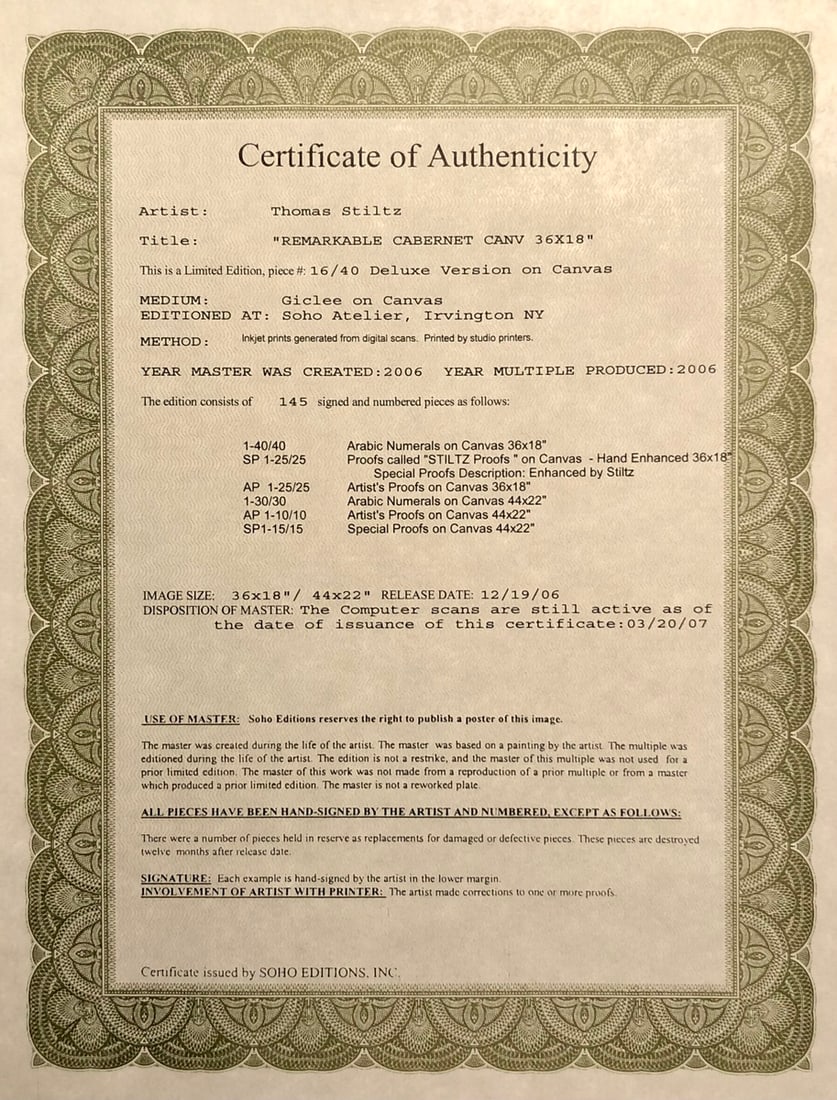 Certificate of Authenticity
Artist: Thomas Stiltz
Title: "REMARKABLE CABERNET CANV 36X18"
This is a Limited Edition, piece #: 16/40 Deluxe Version on Canvas
MEDIUM: Giclee on Canvas
EDITIONED AT: Soho Atelier, Irvington NY
METHOD: Inkjet prints generated from digital scans. Printed by studio printers.
YEAR MASTER WAS CREATED:2006 YEAR MULTIPLE PRODUCED:2006
The edition consists of 145 signed and numbered pieces as follows:
1-40/40 Arabic Numerals on Canvas 36x18"
SP 1-25/25 Proofs called "STILTZ Proofs " on Canvas - Hand Enhanced 36x18"
Special Proofs Description: Enhanced by Stiltz
AP 1-25/25 Artist's Proofs on Canvas 36x18"
1-30/30 Arabic Numerals on Canvas 44x22"
AP 1-10/10 Artist's Proofs on Canvas 44x22"
SP1-15/15 Special Proofs on Canvas 44x22"
IMAGE SIZE: 36x18"/ 44x22" RELEASE DATE: 12/19/06
DISPOSITION OF MASTER: The Computer scans are still active as of
the date of issuance of this certificate:03/20/07
USE OF MASTER: Soho Editions reserves the right to publish a poster of this image.
The master was created during the life of the artist. The master was based on a painting by the artist. The multiple was
editioned during the life of the artist. The edition is not a restrike, and the master of this multiple was not used for a
prior limited edition. The master of this work was not made from a reproduction of a prior multiple or from a master
which produced a prior limited edition. The master is not a reworked plate.
ALL PIECES HAVE BEEN HAND-SIGNED BY THE ARTIST AND NUMBERED, EXCEPT AS FOLLOWS:
There were a number of pieces held in reserve as replacements for damaged or defective pieces. These pieces are destroyed
twelve months after release date.
SIGNATURE: Each example is hand-signed by the artist in the lower margin.
INVOLVEMENT OF ARTIST WITH PRINTER: The artist made corrections to one or more proofs.
Certificate issued by SOHO EDITIONS, INC.